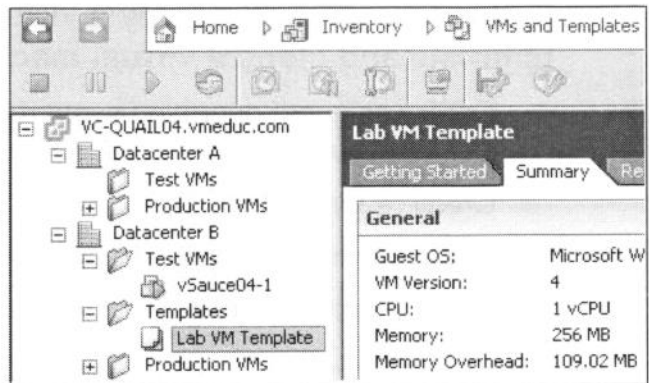 Home Inventory VMs and Templates
VC-QUAIL04.vmeduc.com
Datacenter A
Test VMs
Production VMs
Datacenter B
Test VMs
vSauce04-1
Templates
Lab VM Template
Production VMs
Lab VM Template
Getting Started Summary Re
General
Guest OS: Microsoft W
VM Version: 4
CPU: 1 vCPU
Memory: 256 MB
Memory Overhead: 109.02 MB